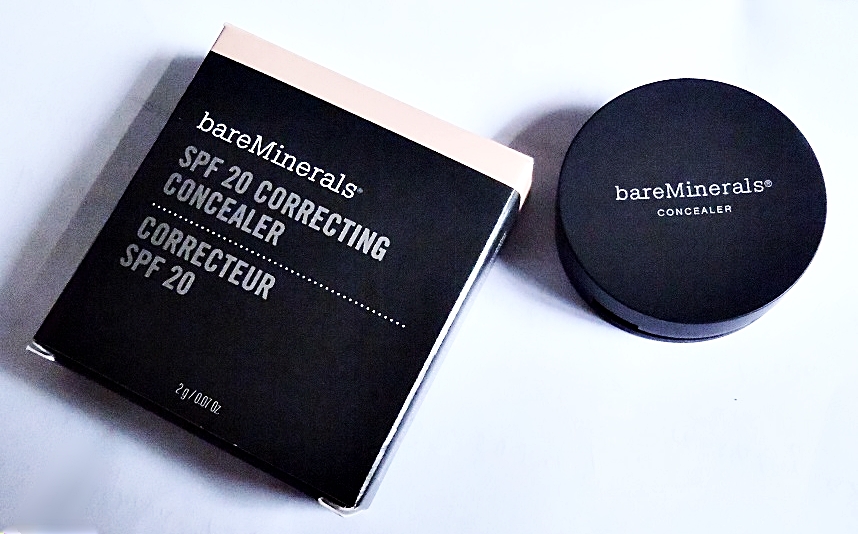 bareMinerals®
SPF 20 CORRECTING
CONCEALER
CORRECTEUR
SPF 20
2 g / 0.07 Oz.
bareMinerals®
CONCEALER